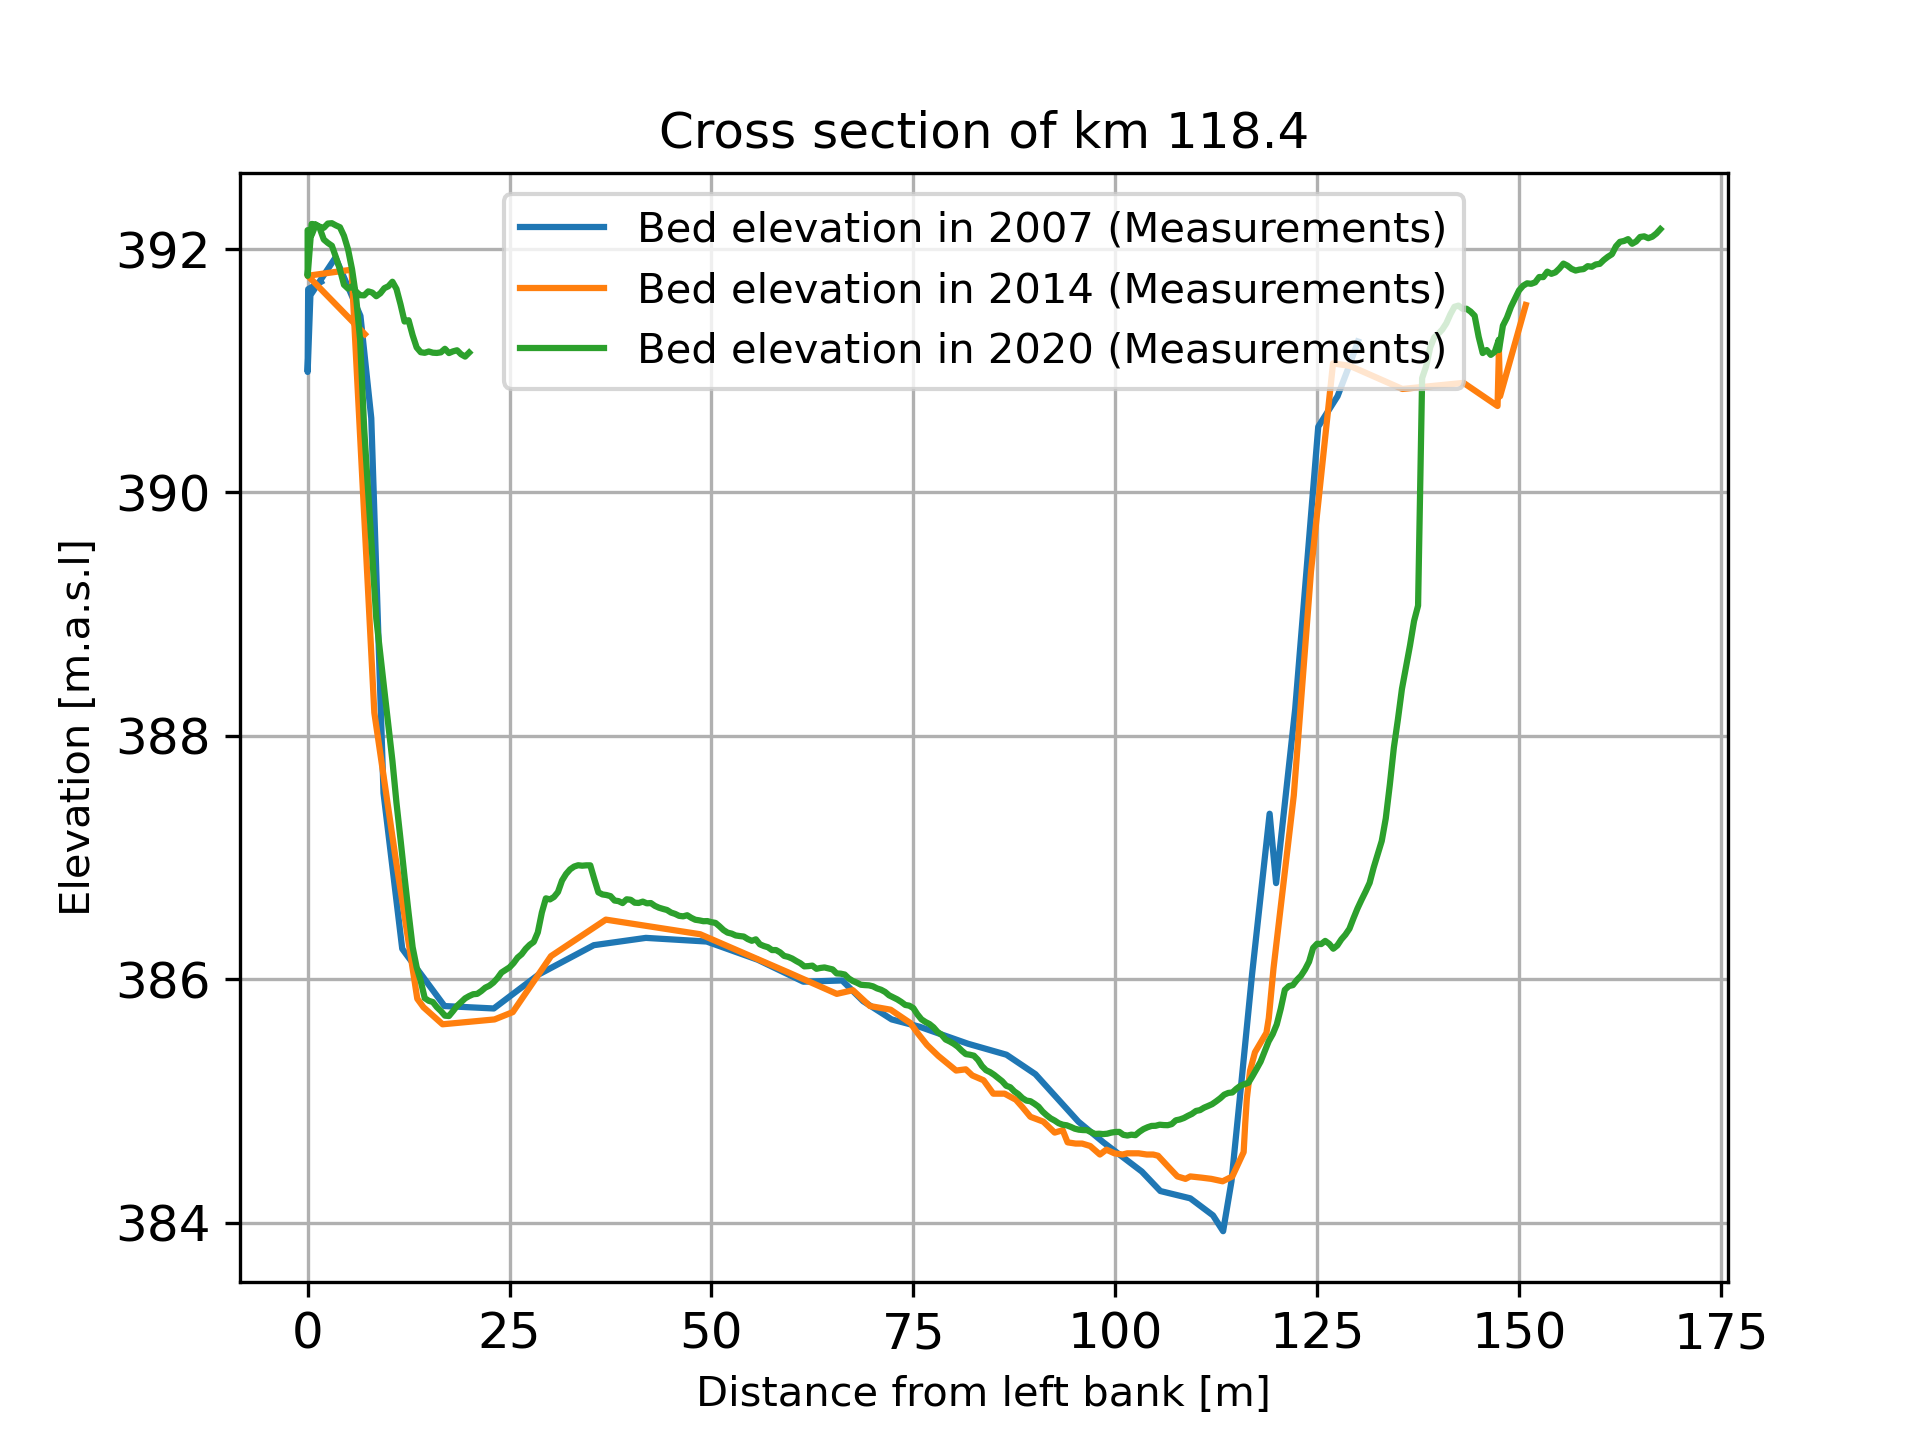 Cross section of km 118.4
Bed elevation in 2007 (Measurements)
Bed elevation in 2014 (Measurements)
Bed elevation in 2020 (Measurements)
392
390
388
386
384
Elevation [m.a.s.l]
0 25 50 75 100 125 150 175
Distance from left bank [m]